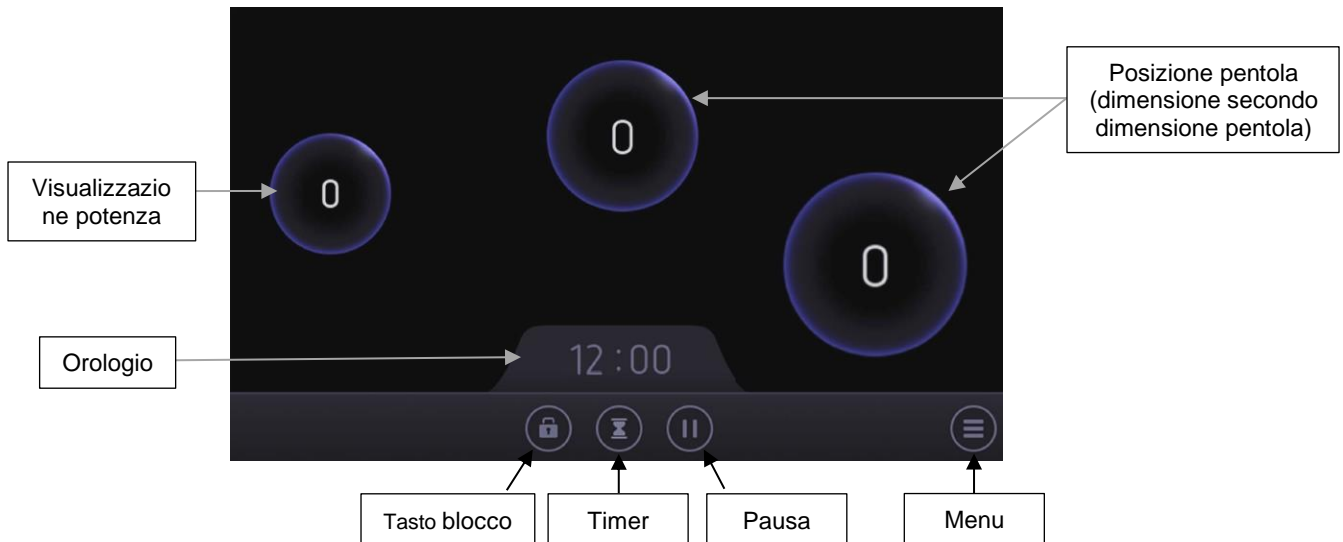 Posizione pentola
(dimensione secondo
dimensione pentola)
0
0
Visualizzazio
ne potenza
0
Orologio
12:00
Tasto blocco
Timer
Pausa
Menu